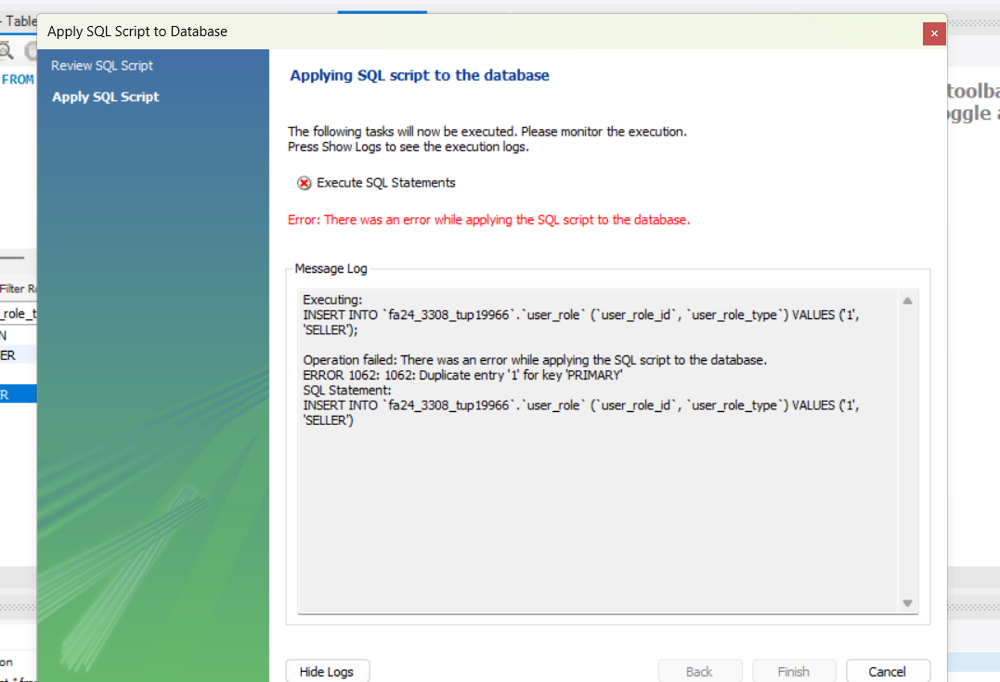 Apply SQL Script to Database
- Table
FROM
Review SQL Script
Apply SQL Script
Applying SQL script to the database
The following tasks will now be executed. Please monitor the execution.
Press Show Logs to see the execution logs.
Execute SQL Statements
Error: There was an error while applying the SQL script to the database.
Message Log
Executing:
INSERT INTO `fa24_3308_tup19966`.`user_role` (`user_role_id`, `user_role_type`) VALUES ('1',
'SELLER');
Operation failed: There was an error while applying the SQL script to the database.
ERROR 1062: 1062: Duplicate entry '1' for key 'PRIMARY'
SQL Statement:
INSERT INTO `fa24_3308_tup19966`.`user_role` (`user_role_id`, `user_role_type`) VALUES ('1',
'SELLER')
Hide Logs
Back
Finish
Cancel
Filter Ro
_role_t
N
ER
R
on
toolba
oggle a